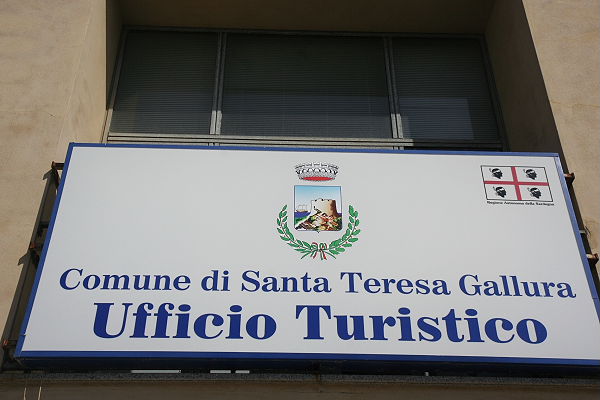 Regione Autonoma della Sardegna
Comune di Santa Teresa Gallura
Ufficio Turistico